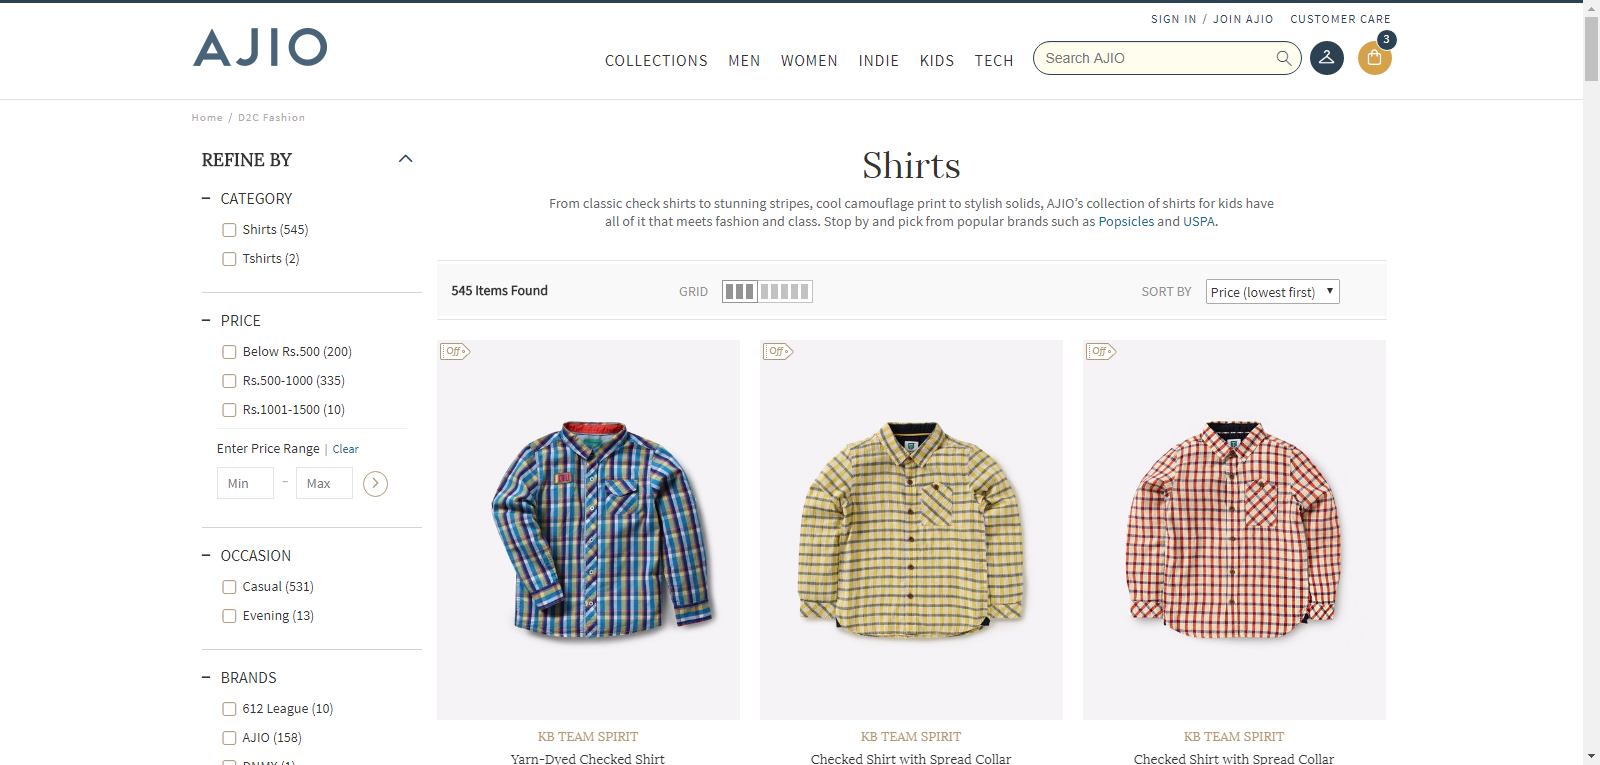 SIGN IN / JOIN AJIO CUSTOMER CARE
AJIO
COLLECTIONS MEN WOMEN INDIE KIDS TECH Search AJIO 3
Home / D2C Fashion
REFINE BY
CATEGORY
Shirts (545)
Tshirts (2)
PRICE
Below Rs.500 (200)
Rs.500-1000 (335)
Rs.1001-1500 (10)
Enter Price Range | Clear
Min - Max
OCCASION
Casual (531)
Evening (13)
BRANDS
612 League (10)
AJIO (158)
Shirts
From classic check shirts to stunning stripes, cool camouflage print to stylish solids, AJIO’s collection of shirts for kids have
all of it that meets fashion and class. Stop by and pick from popular brands such as Popsicles and USPA.
545 Items Found GRID SORT BY Price (lowest first)
Off Off Off
KB TEAM SPIRIT KB TEAM SPIRIT KB TEAM SPIRIT
Yarn-Dyed Checked Shirt Checked Shirt with Spread Collar Checked Shirt with Spread Collar